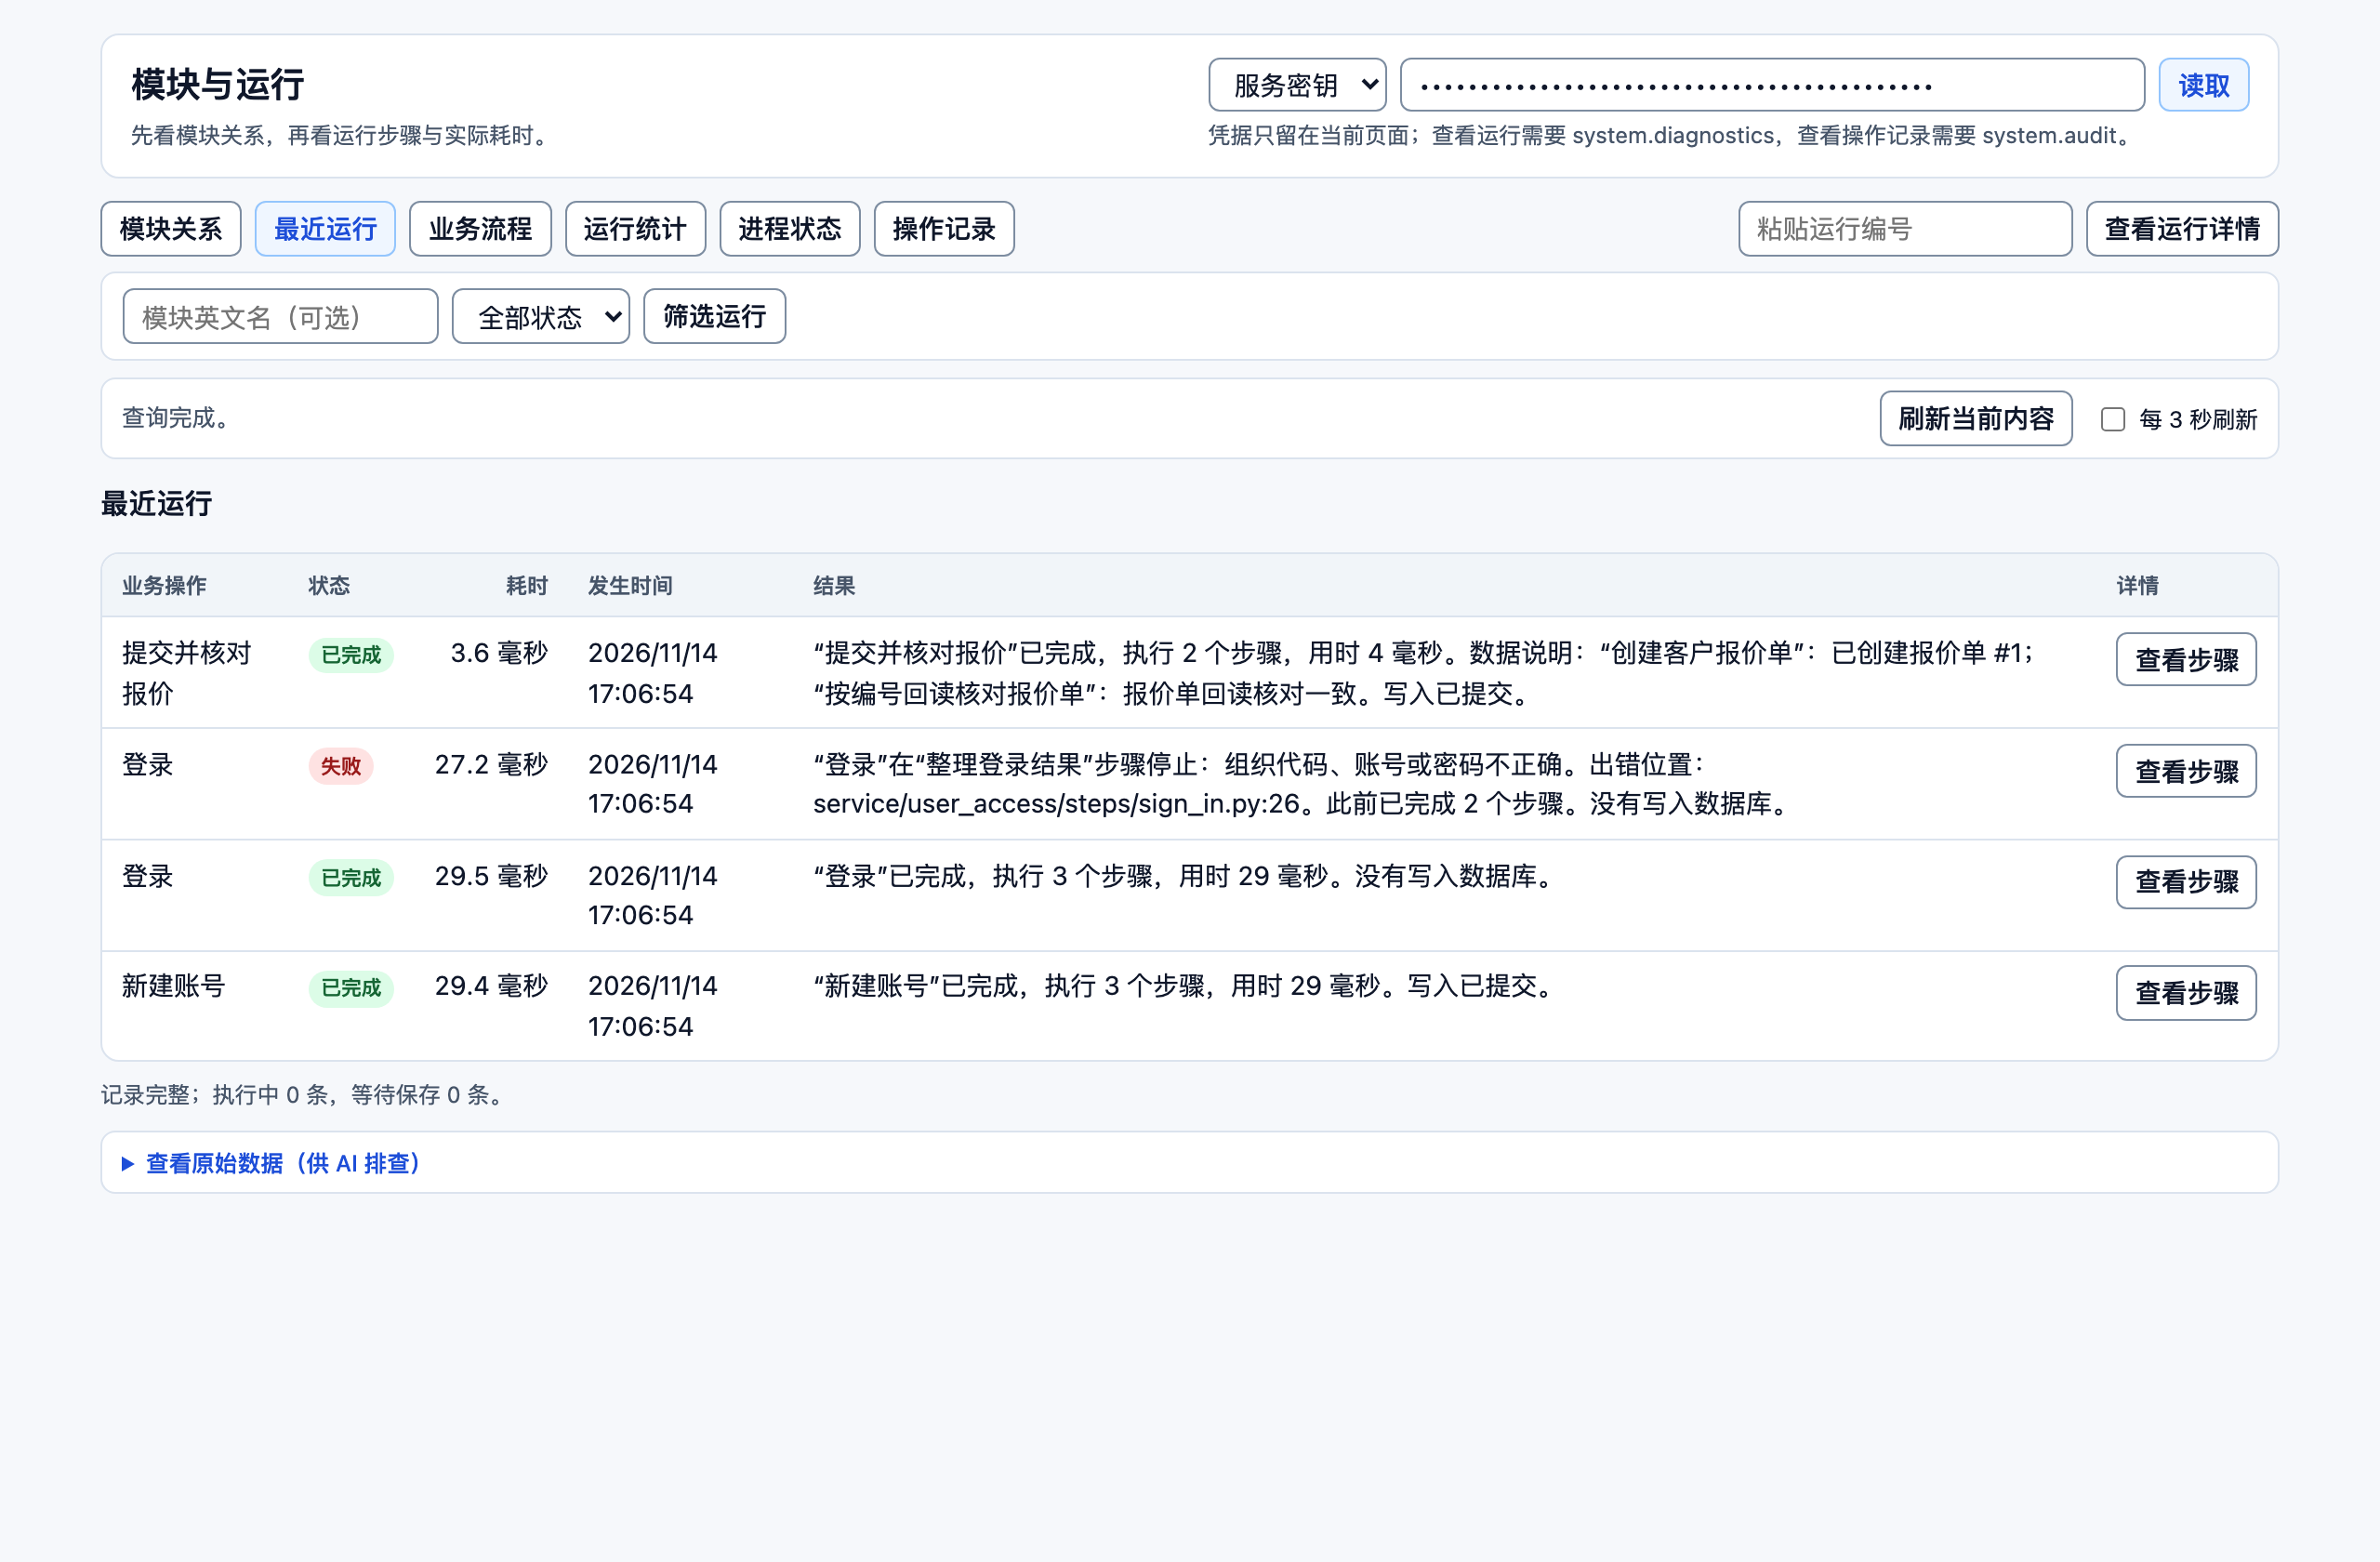 模块与运行
先看模块关系，再看运行步骤与实际耗时。
服务密钥
读取
凭据只留在当前页面；查看运行需要 system.diagnostics，查看操作记录需要 system.audit。
模块关系
最近运行
业务流程
运行统计
进程状态
操作记录
粘贴运行编号
查看运行详情
模块英文名（可选）
全部状态
筛选运行
查询完成。
刷新当前内容
每 3 秒刷新
最近运行
业务操作 状态 耗时 发生时间 结果 详情
提交并核对
报价
已完成
3.6 毫秒
2026/11/14
17:06:54
“提交并核对报价”已完成，执行 2 个步骤，用时 4 毫秒。数据说明：“创建客户报价单”：已创建报价单 #1；
“按编号回读核对报价单”：报价单回读核对一致。写入已提交。
查看步骤
登录
失败
27.2 毫秒
2026/11/14
17:06:54
“登录”在“整理登录结果”步骤停止：组织代码、账号或密码不正确。出错位置：
service/user_access/steps/sign_in.py:26。此前已完成 2 个步骤。没有写入数据库。
查看步骤
登录
已完成
29.5 毫秒
2026/11/14
17:06:54
“登录”已完成，执行 3 个步骤，用时 29 毫秒。没有写入数据库。
查看步骤
新建账号
已完成
29.4 毫秒
2026/11/14
17:06:54
“新建账号”已完成，执行 3 个步骤，用时 29 毫秒。写入已提交。
查看步骤
记录完整；执行中 0 条，等待保存 0 条。
查看原始数据（供 AI 排查）